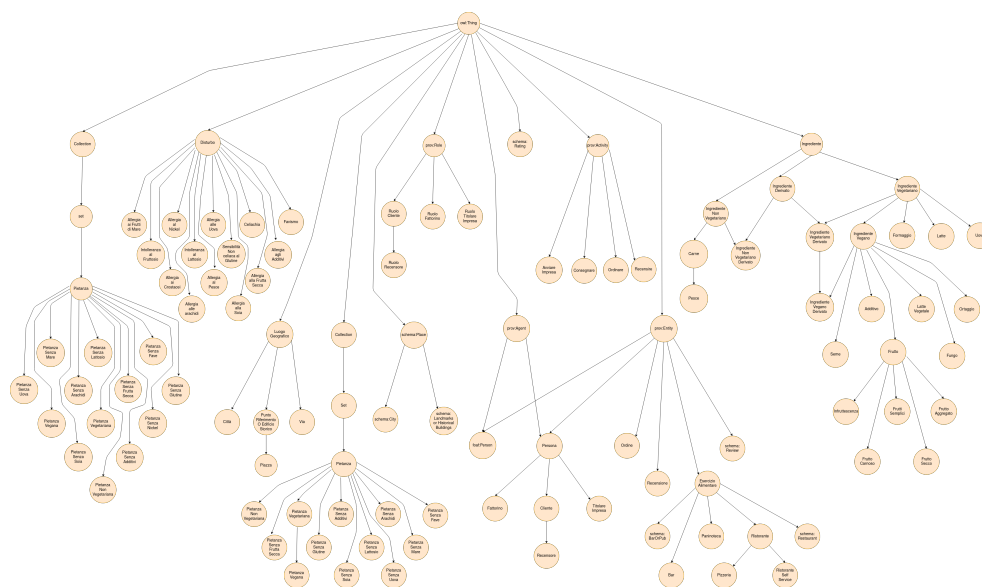 owl:Thing
Collection
Disturbo
prov:Role
schema:
Rating
prov:Activity
Ingrediente
set
Allergia
ai Frutti
di Mare
Allergia
al
Nickel
Allergia
alle
Uova
Celiachia
Favismo
Intolleranza
al
Fruttosio
Intolleranza
al
Lattosio
Sensibilità
Non
celiaca al
Glutine
Allergia
agli
Additivi
Allergia
ai
Crostacei
Allergia
al
Pesce
Allergia
alla Frutta
Secca
Allergia
alle
arachidi
Allergia
alla
Soia
Ruolo
Cliente
Ruolo
Fattorino
Ruolo
Titolare
Impresa
Ruolo
Recensore
Avviare
Impresa
Consegnare
Ordinare
Recensire
Ingrediente
Derivato
Ingrediente
Vegetariano
Ingrediente
Non
Vegetariano
Ingrediente
Vegetariano
Derivato
Ingrediente
Vegano
Formaggio
Latte
Uova
Carne
Ingrediente
Non
Vegetariano
Derivato
Pesce
Ingrediente
Vegano
Derivato
Additivo
Latte
Vegetale
Ortaggio
Seme
Frutto
Fungo
Infruttescenza
Frutti
Semplici
Frutto
Aggregato
Frutto
Carnoso
Frutto
Secco
Pietanza
Pietanza
Senza
Mare
Pietanza
Senza
Lattosio
Pietanza
Senza
Fave
Pietanza
Senza
Uova
Pietanza
Senza
Arachidi
Pietanza
Senza
Frutta
Secca
Pietanza
Senza
Glutine
Pietanza
Vegana
Pietanza
Vegetariana
Pietanza
Senza
Nickel
Pietanza
Senza
Soia
Pietanza
Senza
Additivi
Pietanza
Non
Vegetariana
Luogo
Geografico
Collection
schema:Place
prov:Agent
prov:Entity
Città
Punto
Riferimento
O Edificio
Storico
Via
Piazza
Set
schema:City
schema:
Landmarks
or Historical
Buildings
Pietanza
Pietanza
Non
Vegetariana
Pietanza
Vegetariana
Pietanza
Senza
Additivi
Pietanza
Senza
Arachidi
Pietanza
Senza
Fave
Pietanza
Senza
Frutta
Secca
Pietanza
Senza
Glutine
Pietanza
Senza
Lattosio
Pietanza
Senza
Mare
Pietanza
Vegana
Pietanza
Senza
Soia
Pietanza
Senza
Uova
foaf:Person
Persona
Ordine
schema:
Review
Recensione
Esercizio
Alimentare
Fattorino
Cliente
Titolare
Impresa
Recensore
schema:
BarOrPub
Paninoteca
Ristorante
schema:
Restaurant
Bar
Pizzeria
Ristorante
Self
Service